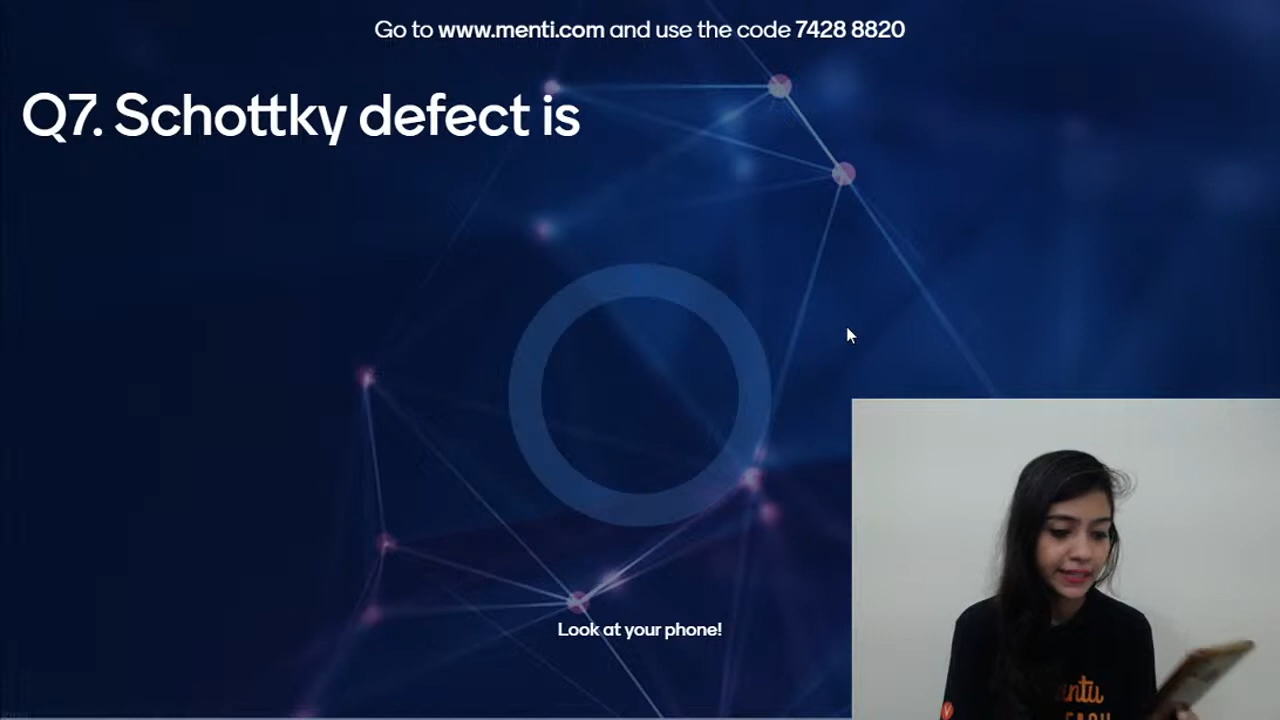 Go to www.menti.com and use the code 7428 8820
Q7. Schottky defect is
Look at your phone!